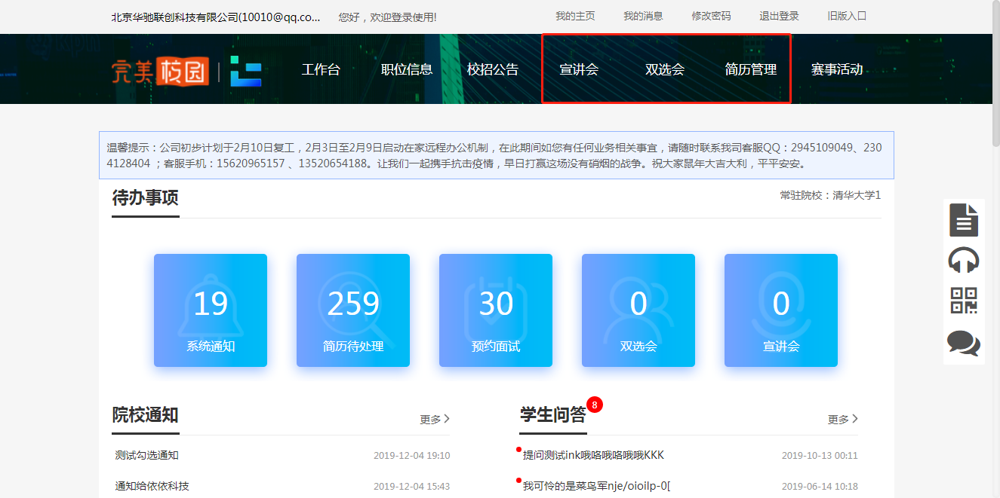 北京华驰联创科技有限公司(10010@qq.co... 您好，欢迎登录使用! 我的主页 我的消息 修改密码 退出登录 旧版入口
完美校园 工作台 职位信息 校招公告 宣讲会 双选会 简历管理 赛事活动
温馨提示：公司初步计划于2月10日复工，2月3日至2月9日启动在家远程办公机制，在此期间如您有任何业务相关事宜，请随时联系我司客服QQ：2945109049、230
4128404 ；客服手机：15620965157 、13520654188。让我们一起携手抗击疫情，早日打赢这场没有硝烟的战争。祝大家鼠年大吉大利，平平安安。
待办事项 常驻院校：清华大学1
19 259 30 0 0
系统通知 简历待处理 预约面试 双选会 宣讲会
院校通知 更多 学生问答 8 更多
测试勾选通知 2019-12-04 19:10 提问测试ink哦咯哦咯哦哦KKK 2019-10-13 00:11
通知给依依科技 2019-12-04 15:43 我可怜的是菜鸟军nje/oioilp-0[ 2019-06-14 10:18